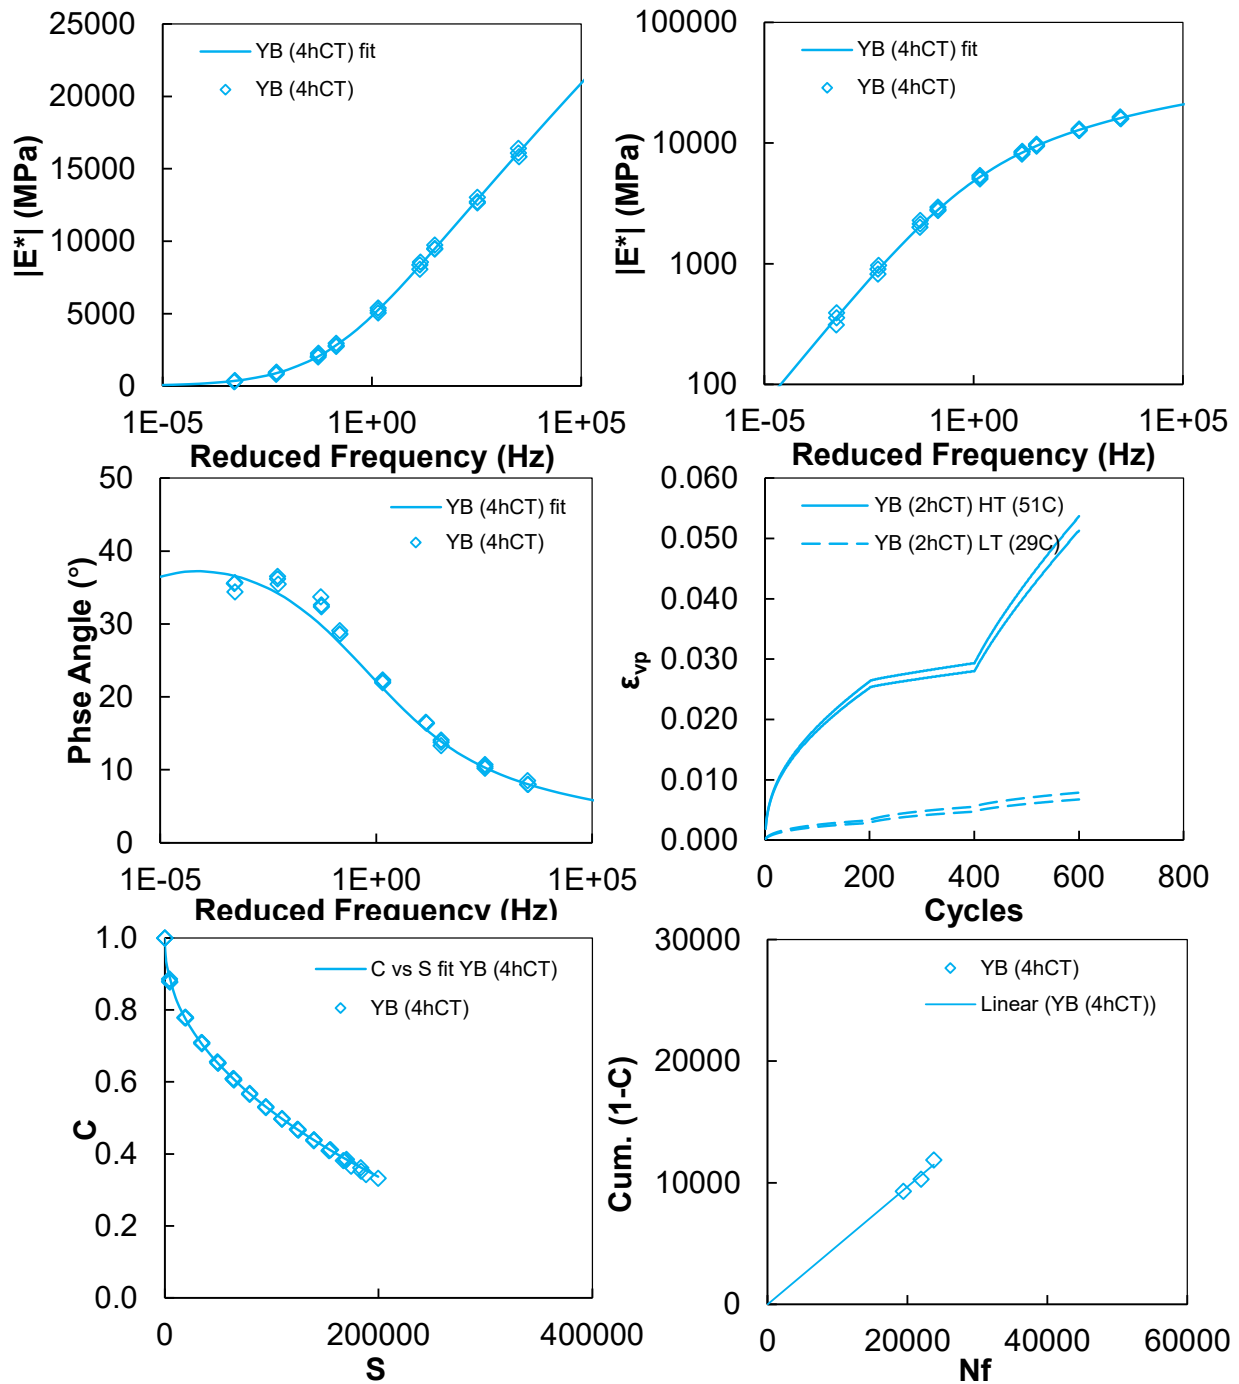 25000
20000
15000
10000
5000
0
|E*| (MPa)
YB (4hCT) fit
YB (4hCT)
1E-05 1E+00 1E+05
Reduced Frequency (Hz)
100000
10000
1000
100
|E*| (MPa)
YB (4hCT) fit
YB (4hCT)
1E-05 1E+00 1E+05
Reduced Frequency (Hz)
50
40
30
20
10
0
Phse Angle (°)
YB (4hCT) fit
YB (4hCT)
1E-05 1E+00 1E+05
Reduced Frequency (Hz)
0.060
0.050
0.040
0.030
0.020
0.010
0.000
εvp
YB (2hCT) HT (51C)
YB (2hCT) LT (29C)
0 200 400 600 800
Cycles
1.0
0.8
0.6
0.4
0.2
0.0
C
C vs S fit YB (4hCT)
YB (4hCT)
0 200000 400000
S
30000
20000
10000
0
Cum. (1-C)
YB (4hCT)
Linear (YB (4hCT))
0 20000 40000 60000
Nf